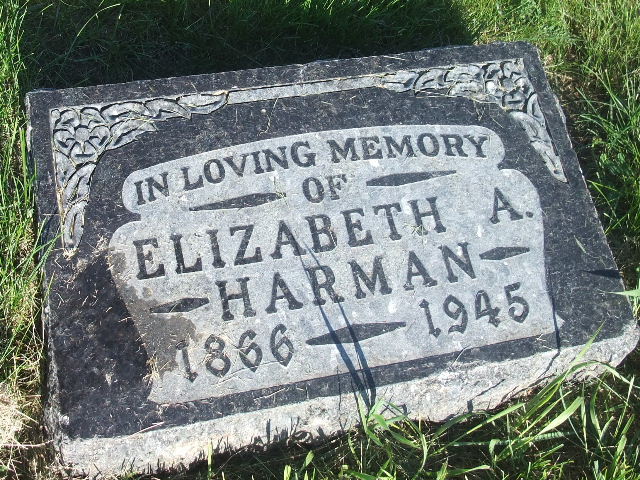 IN LOVING MEMORY
OF
ELIZABETH A.
HARMAN
1866 1945